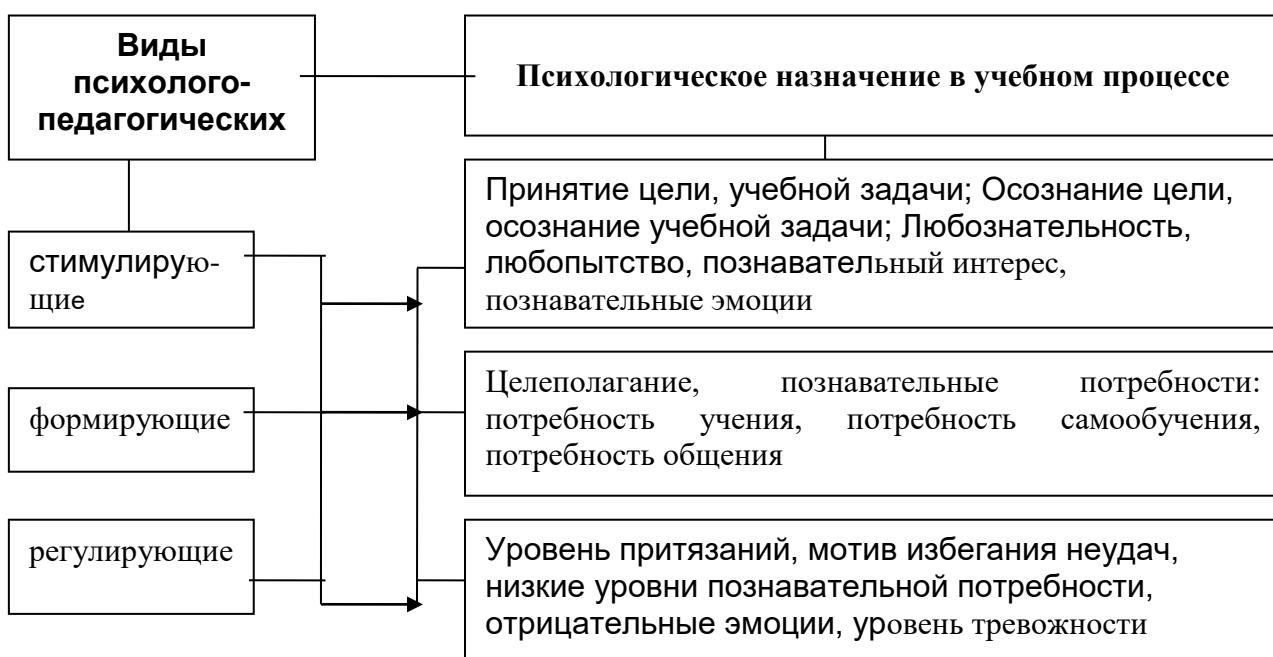 Виды
психолого-
педагогических
Психологическое назначение в учебном процессе
Принятие цели, учебной задачи; Осознание цели,
осознание учебной задачи; Любознательность,
любопытство, познавательный интерес,
познавательные эмоции
стимулирую-
щие
Целеполагание, познавательные потребности:
потребность учения, потребность самообучения,
потребность общения
формирующие
Уровень притязаний, мотив избегания неудач,
низкие уровни познавательной потребности,
отрицательные эмоции, уровень тревожности
регулирующие